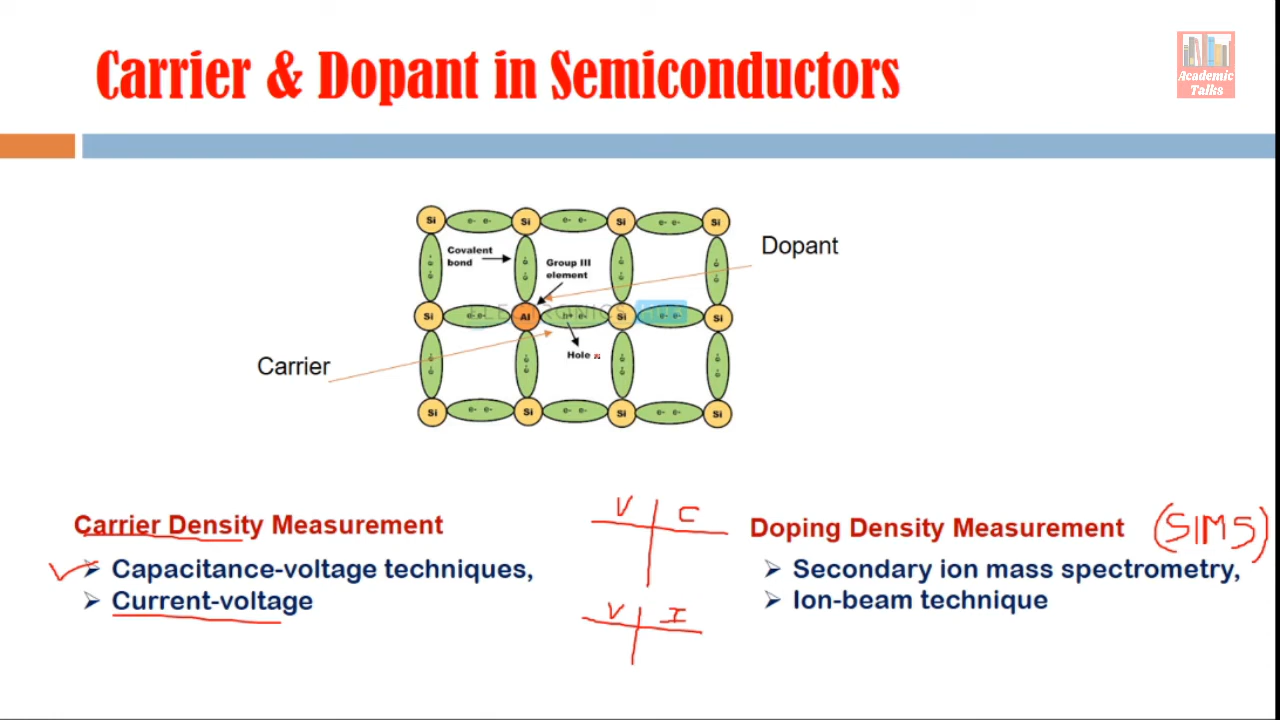 Carrier & Dopant in Semiconductors
Academic
Talks
Si e- e- Si e- e- Si e- e- Si
Covalent
bond
Group III
element
Dopant
Si e- e- Al h+ e- Si e- e- Si
ELECTRONICS HUB
Hole
Carrier
Si e- e- Si e- e- Si e- e- Si
V C
Carrier Density Measurement
Doping Density Measurement (SIMS)
➢ Capacitance-voltage techniques,
➢ Secondary ion mass spectrometry,
➢ Current-voltage
➢ Ion-beam technique
V I